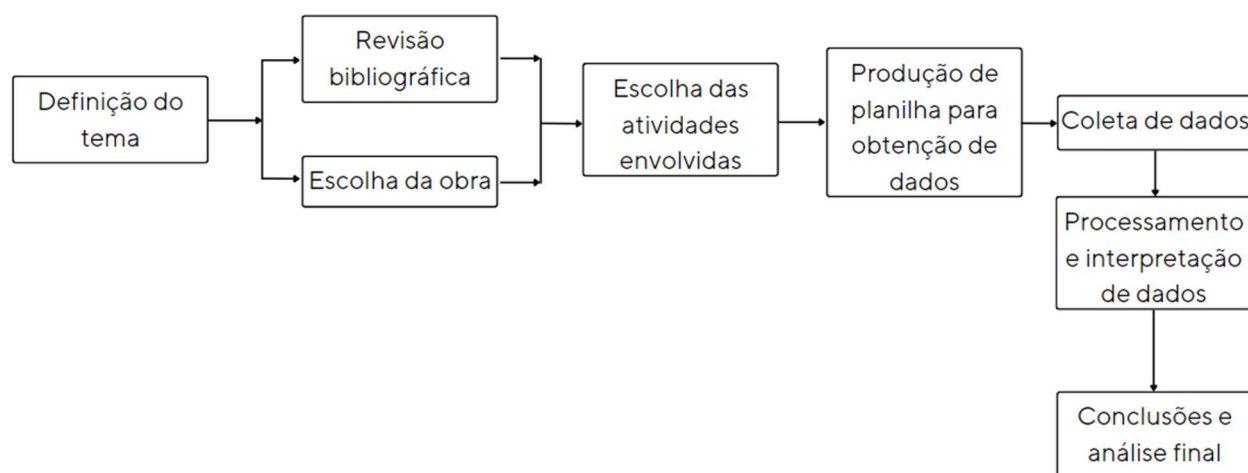 Definição do
tema
Revisão
bibliográfica
Escolha da obra
Escolha das
atividades
envolvidas
Produção de
planilha para
obtenção de
dados
Coleta de dados
Processamento
e interpretação
de dados
Conclusões e
análise final